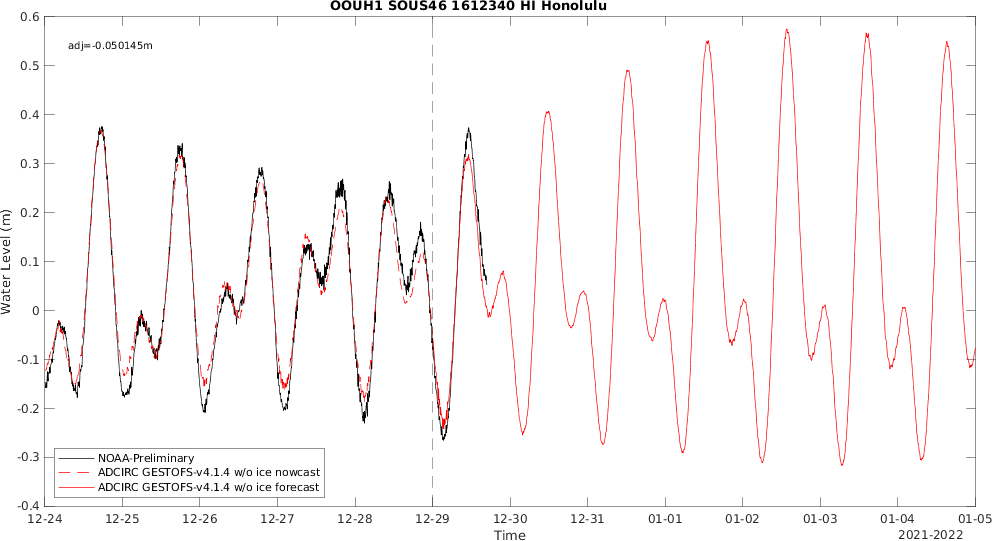 OOUH1 SOUS46 1612340 HI Honolulu
adj=-0.050145m
Water Level (m)
0.6
0.5
0.4
0.3
0.2
0.1
0
-0.1
-0.2
-0.3
-0.4
NOAA-Preliminary
ADCIRC GESTOFS-v4.1.4 w/o ice nowcast
ADCIRC GESTOFS-v4.1.4 w/o ice forecast
12-24 12-25 12-26 12-27 12-28 12-29 12-30 12-31 01-01 01-02 01-03 01-04 01-05
Time
2021-2022